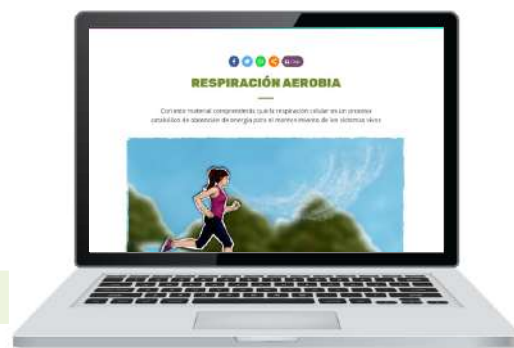 RESPIRACIÓN AEROBIA
Con este material comprenderás que la respiración celular es un proceso
catabólico de obtención de energía para el mantenimiento de los sistemas vivos